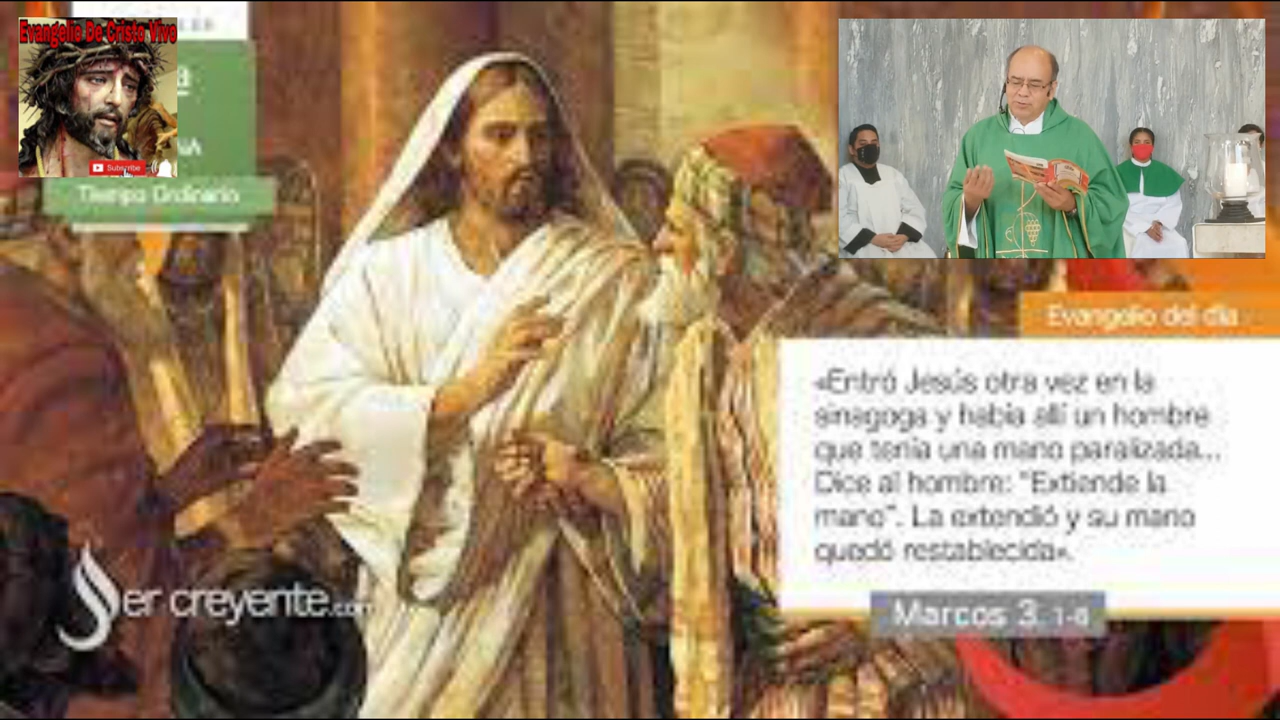 Evangelio De Cristo Vivo
Subscribe
Tiempo Ordinario
Evangelio del día
«Entró Jesús otra vez en la
sinagoga y había allí un hombre
que tenía una mano paralizada...
Dice al hombre: "Extiende la
mano". La extendió y su mano
quedó restablecida».
Marcos 3, 1-6
Ser creyente.com